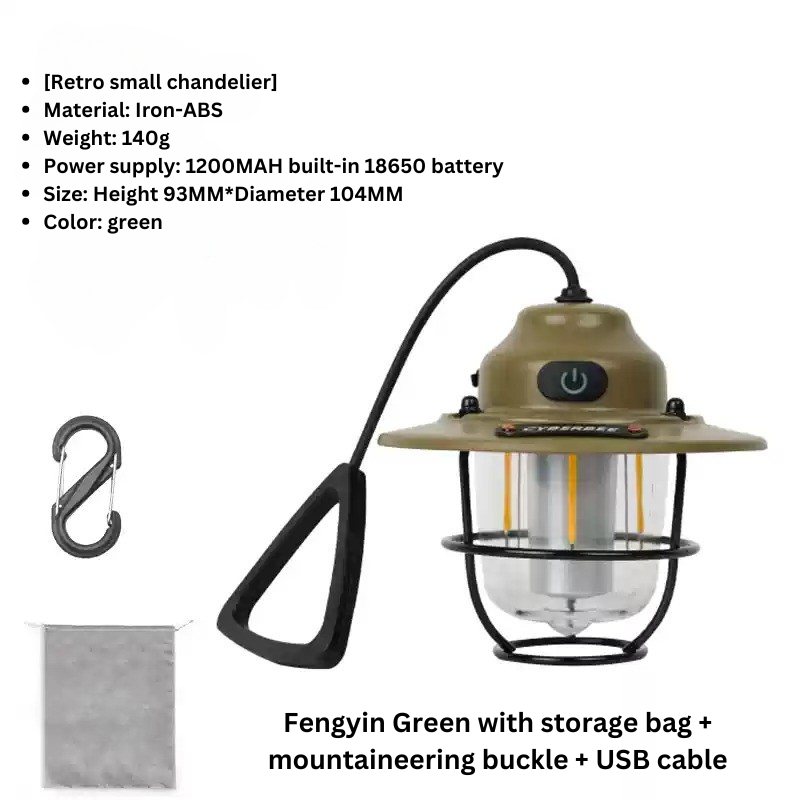 [Retro small chandelier]
Material: Iron-ABS
Weight: 140g
Power supply: 1200MAH built-in 18650 battery
Size: Height 93MM*Diameter 104MM
Color: green
CYBERBEE
Fengyin Green with storage bag +
mountaineering buckle + USB cable